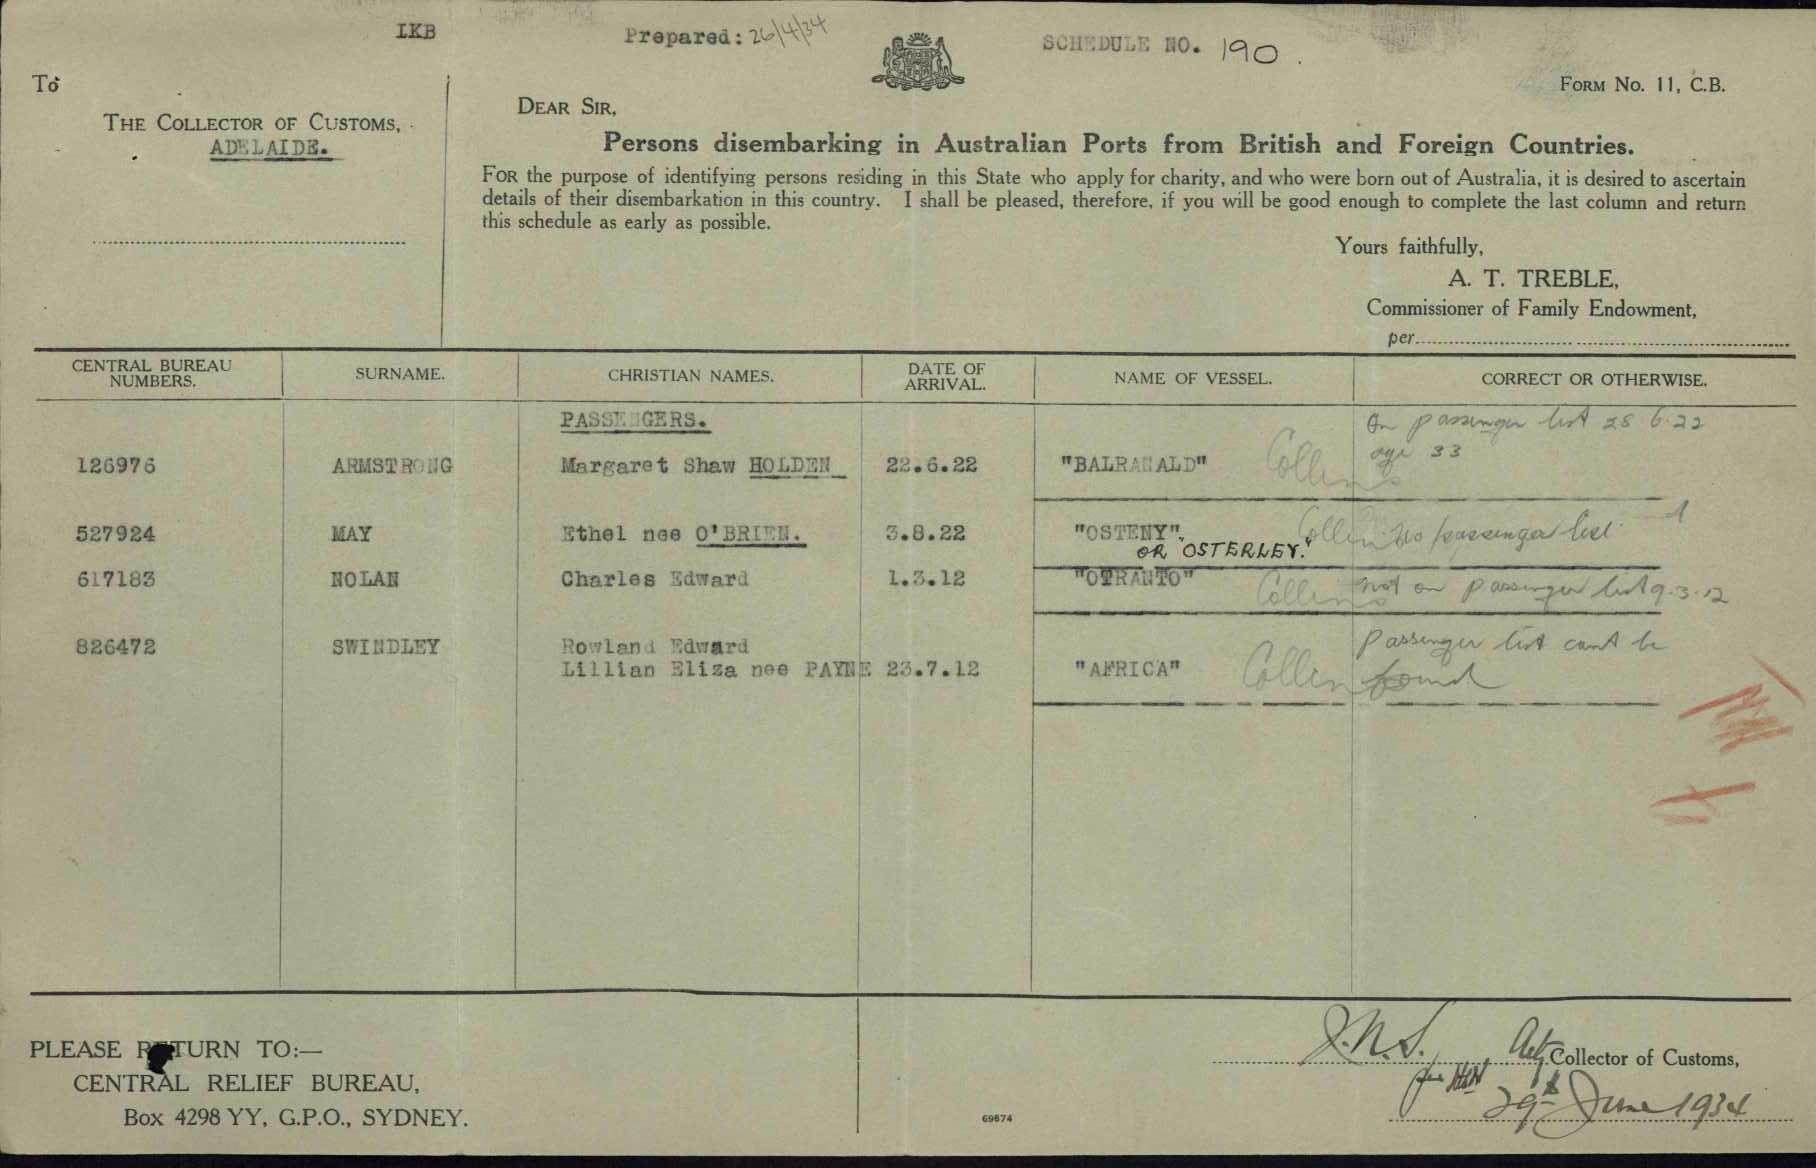 LKB
Prepared: 26/4/34
SCHEDULE NO. 190.
To
FORM No. 11, C.B.
THE COLLECTOR OF CUSTOMS,
ADELAIDE.
DEAR SIR,
Persons disembarking in Australian Ports from British and Foreign Countries.
FOR the purpose of identifying persons residing in this State who apply for charity, and who were born out of Australia, it is desired to ascertain
details of their disembarkation in this country. I shall be pleased, therefore, if you will be good enough to complete the last column and return
this schedule as early as possible.
Yours faithfully,
A. T. TREBLE,
Commissioner of Family Endowment,
per
CENTRAL BUREAU NUMBERS. SURNAME. CHRISTIAN NAMES. DATE OF ARRIVAL. NAME OF VESSEL. CORRECT OR OTHERWISE.
PASSENGERS.
On passenger list 28.6.22
age 33
126976 ARMSTRONG Margaret Shaw HOLDEN 22.6.22 "BALRANALD" Collins
527924 MAY Ethel nee O'BRIEN. 3.8.22 "OSTENY" Collins No passenger list
OR "OSTERLEY."
617183 NOLAN Charles Edward 1.3.12 "OTRANTO" Collins Not on passenger list 9.3.12
826472 SWINDLEY Rowland Edward Passenger list cant be
Lillian Eliza nee PAYNE 23.7.12 "AFRICA" Collins found
PLEASE RETURN TO:—
CENTRAL RELIEF BUREAU,
Box 4298 YY, G.P.O., SYDNEY.
69674
Actg Collector of Customs,
29th June 1934